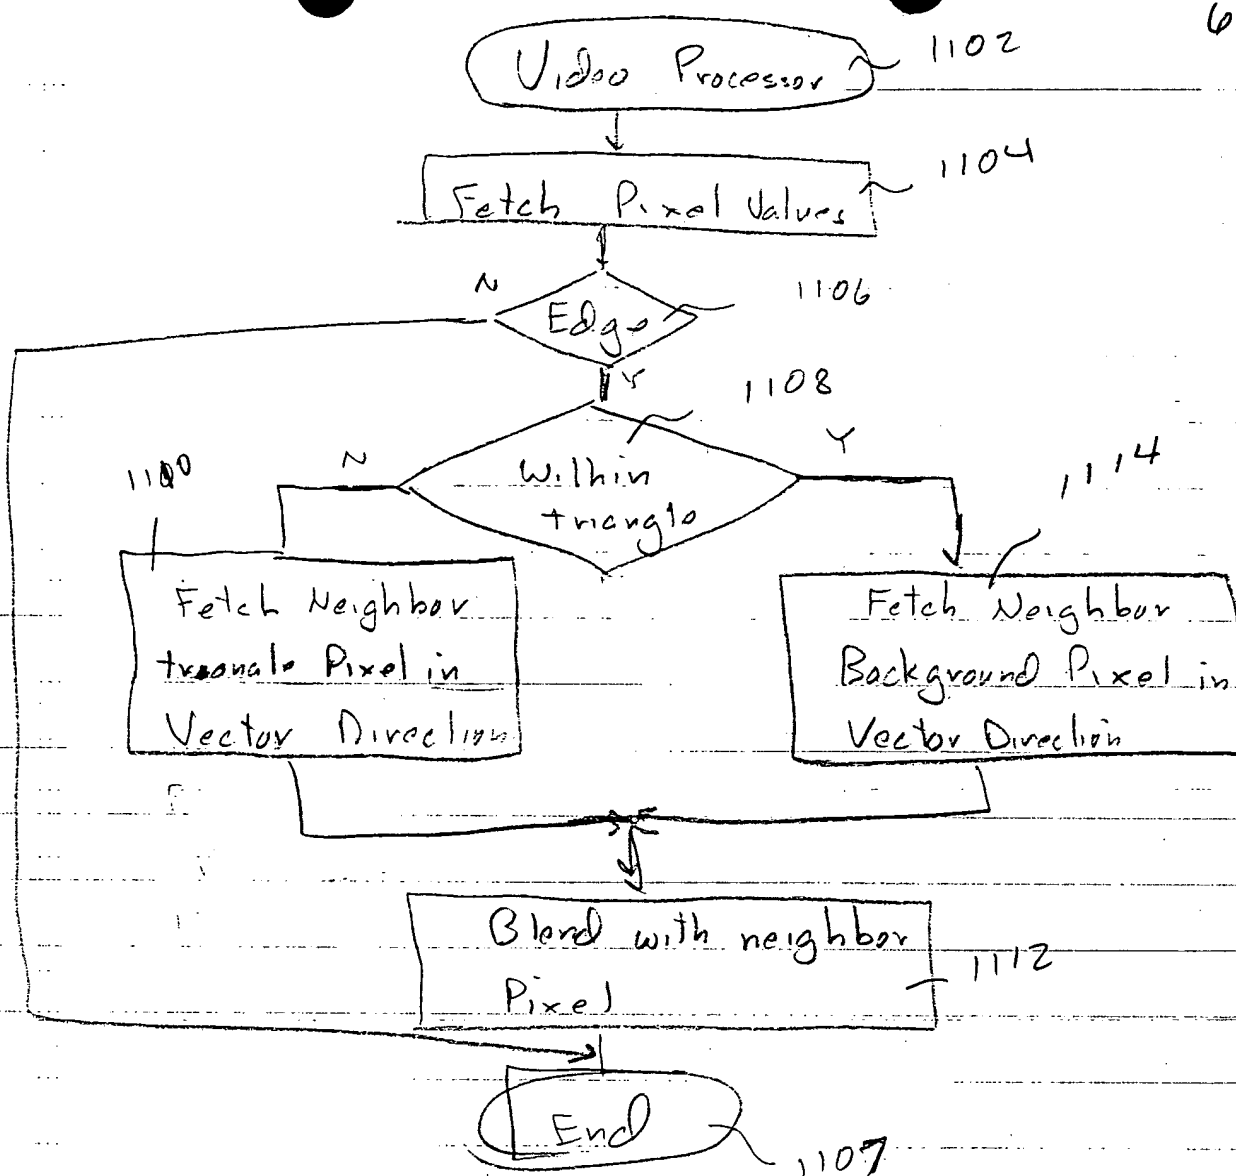 6
Video Processor
1102
Fetch Pixel Values
1104
N
Edge
1106
Y
1108
N
Within
triangle
Y
1114
Fetch Neighbor
Pixel in
Vector Direction
Fetch Neighbor
Background Pixel in
Vector Direction
Blend with neighbor
Pixel
1112
End
1107